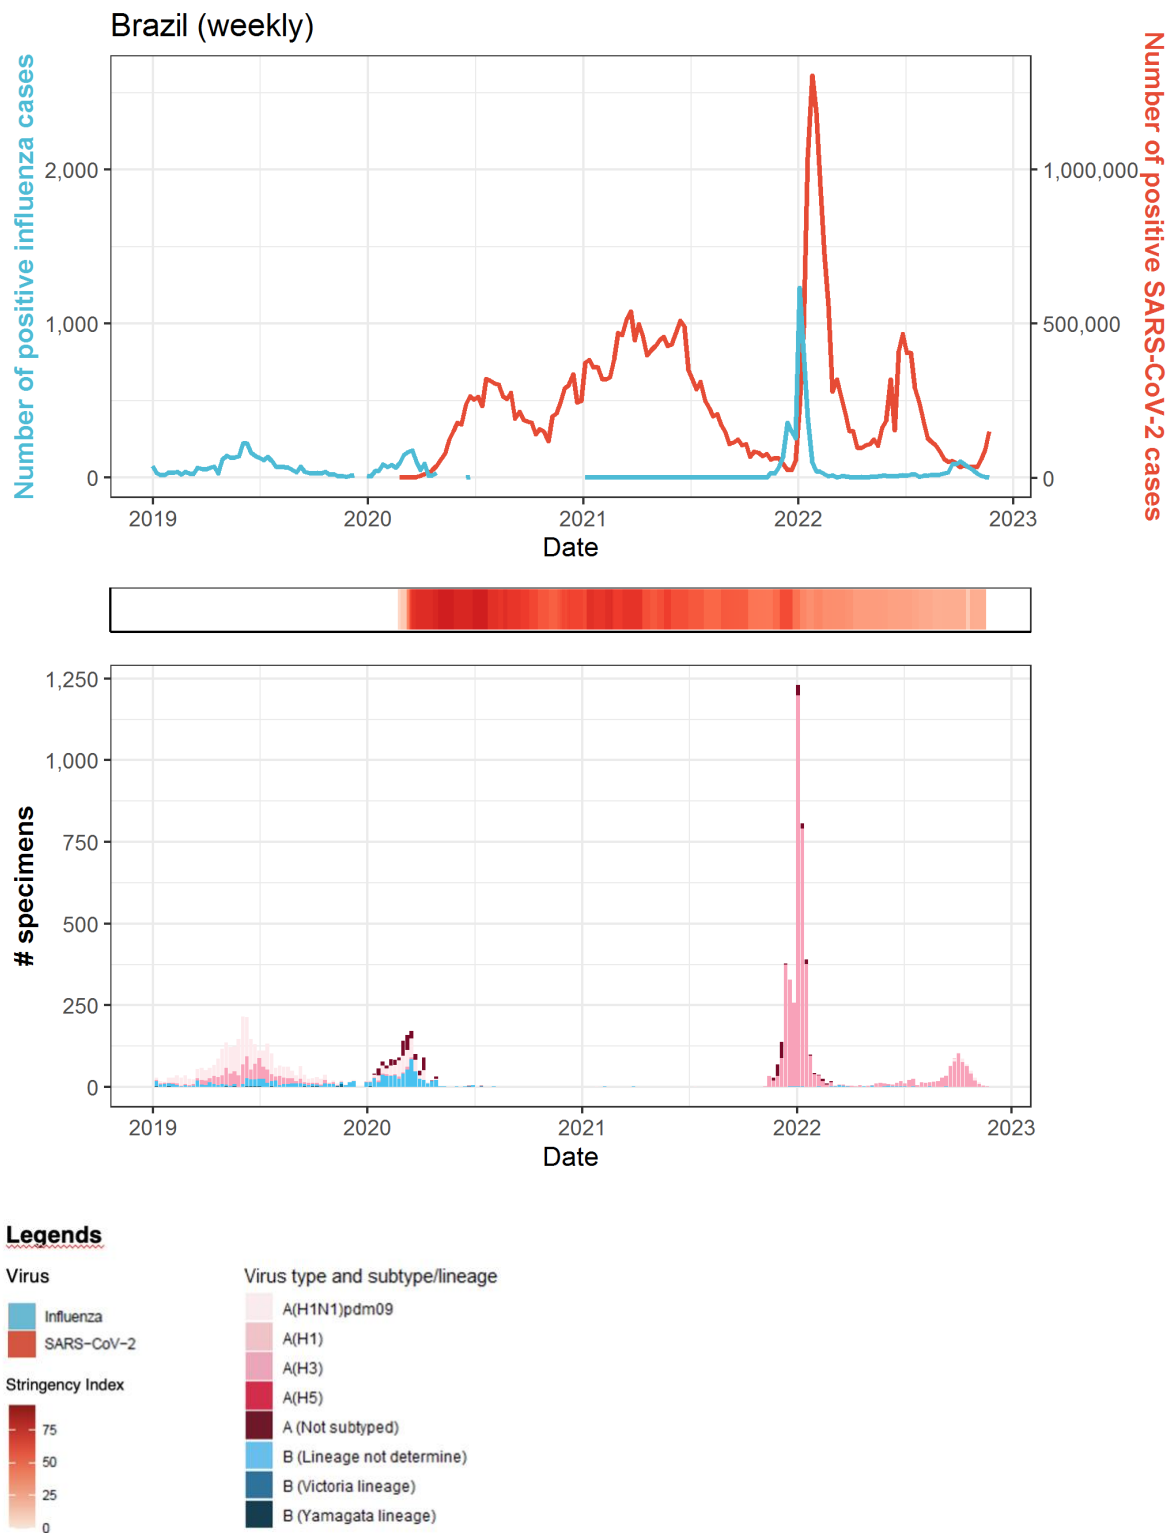 Brazil (weekly)
Number of positive influenza cases
Number of positive SARS-CoV-2 cases
2,000
1,000
0
1,000,000
500,000
0
2019
2020
2021
2022
2023
Date
# specimens
1,250
1,000
750
500
250
0
2019
2020
2021
2022
2023
Date
Legends
Virus
Influenza
SARS-CoV-2
Stringency Index
75
50
25
0
Virus type and subtype/lineage
A(H1N1)pdm09
A(H1)
A(H3)
A(H5)
A (Not subtyped)
B (Lineage not determine)
B (Victoria lineage)
B (Yamagata lineage)